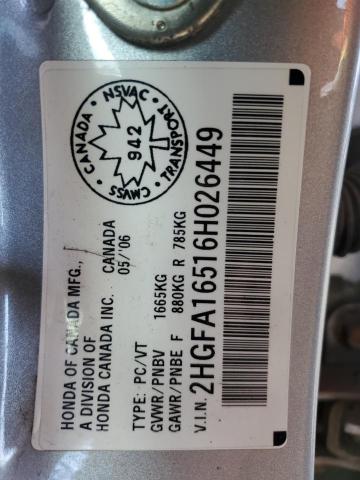 HONDA OF CANADA MFG.,
A DIVISION OF
HONDA CANADA INC. CANADA
05/'06
TYPE: PC/VT
GVWR/PNBV 1665KG
GAWR/PNBE F 880KG R 785KG
V.I.N. 2HGFA16516H026449
CANADA · NSVAC · TRANSPORT · CMVSS
942